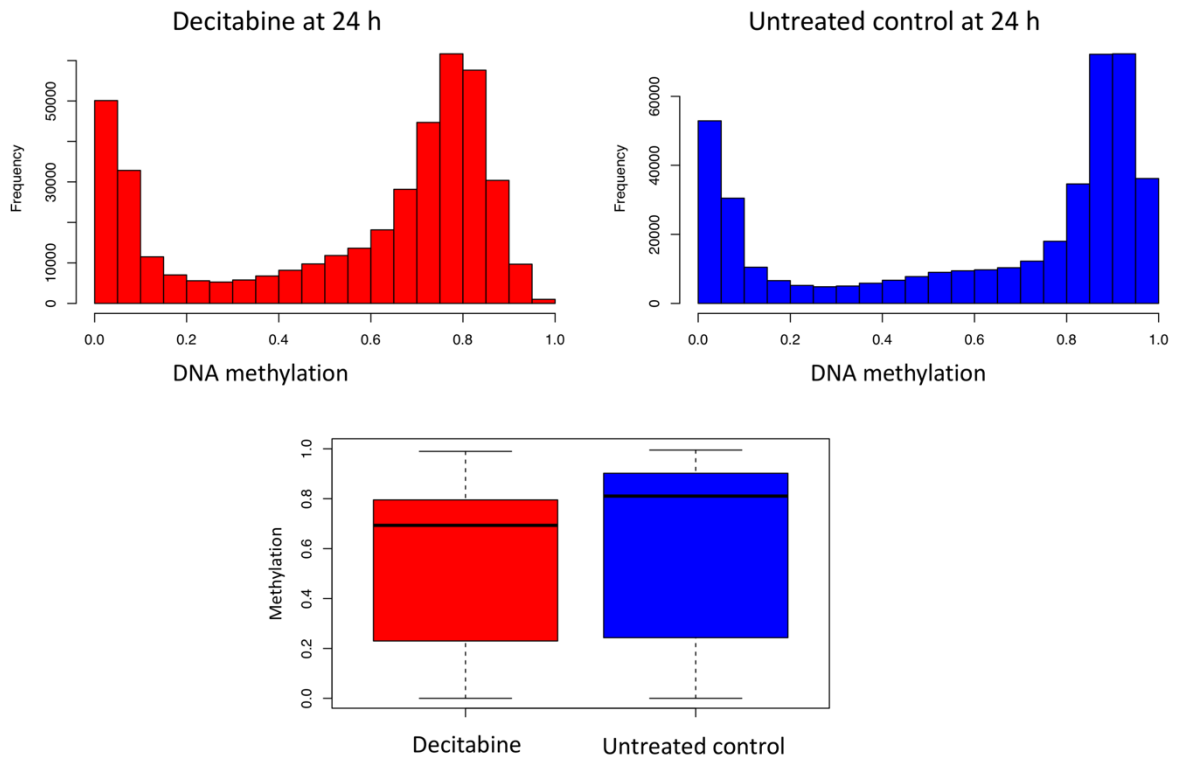 Decitabine at 24 h
Frequency
50000
30000
10000
0
0.0 0.2 0.4 0.6 0.8 1.0
DNA methylation
Untreated control at 24 h
Frequency
60000
40000
20000
0
0.0 0.2 0.4 0.6 0.8 1.0
DNA methylation
Methylation
1.0
0.8
0.6
0.4
0.2
0.0
Decitabine Untreated control